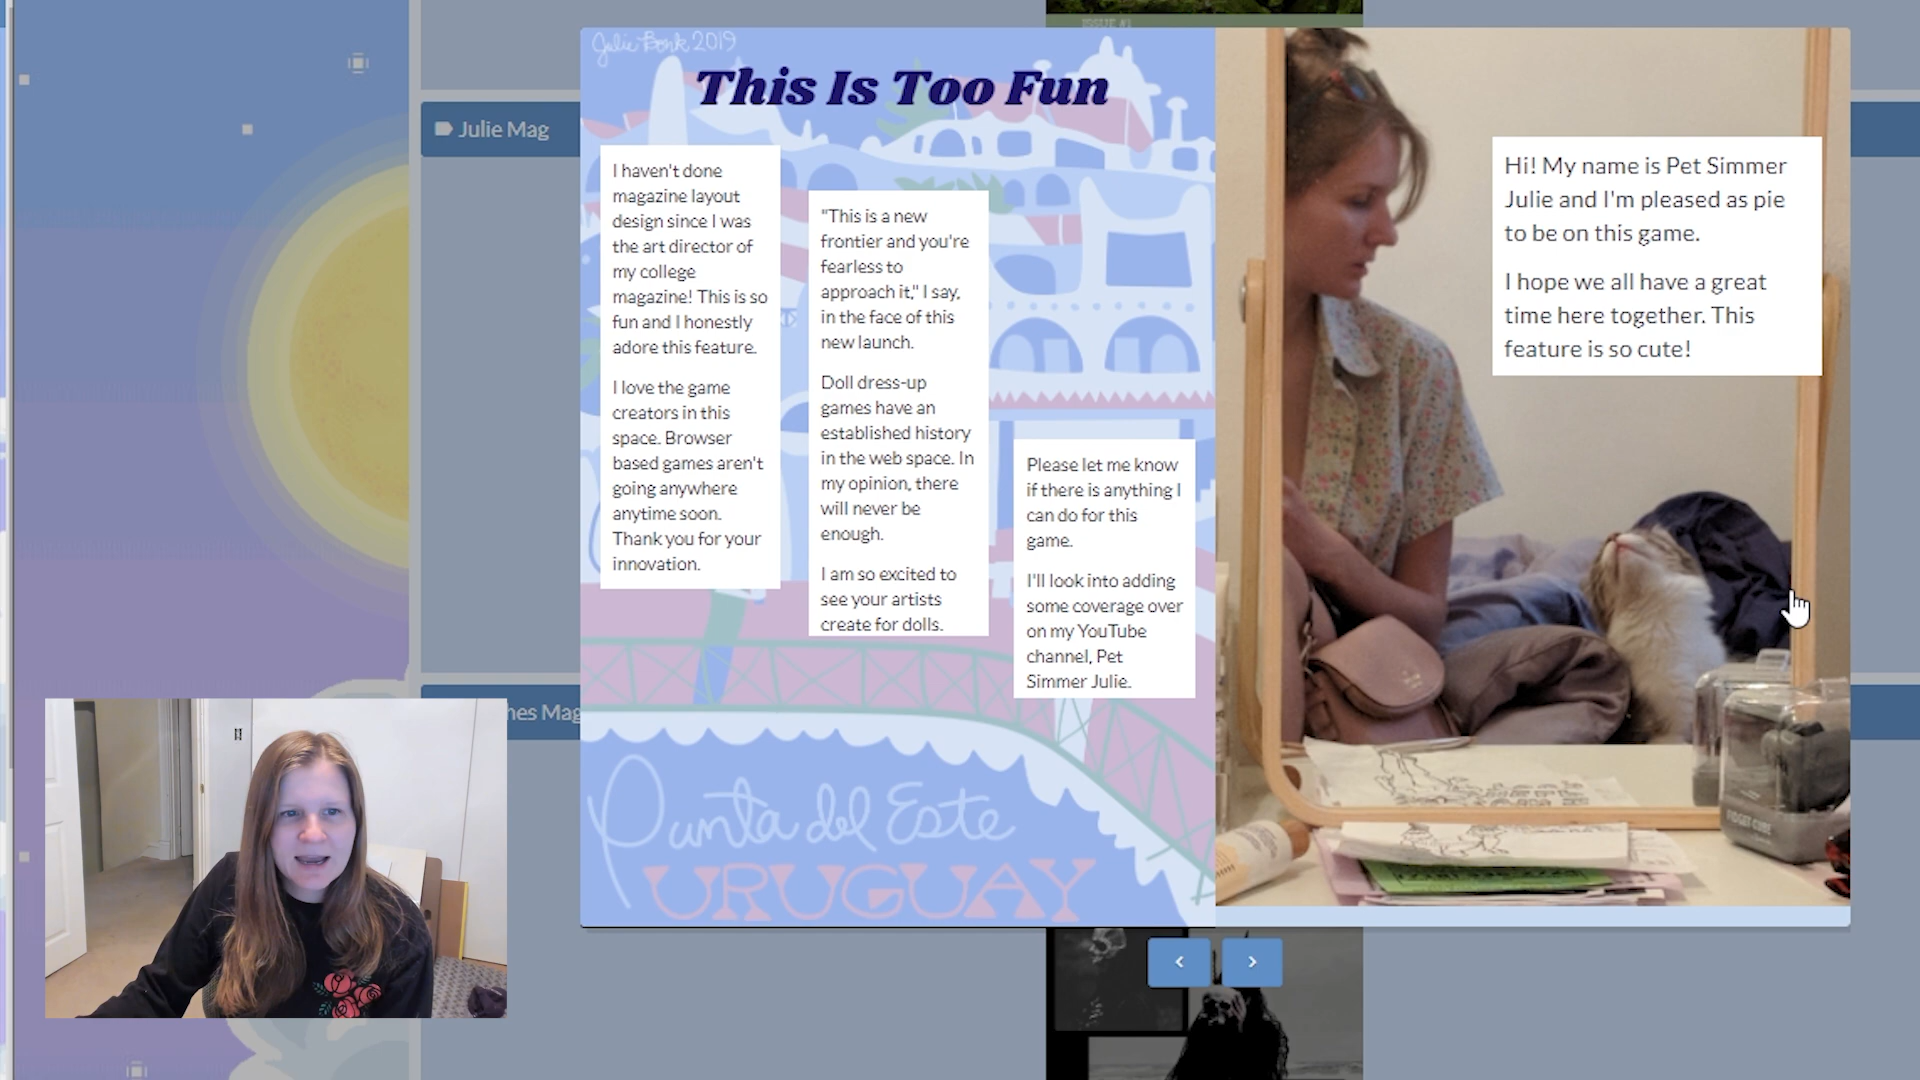 ISSUE #1
Julie Mag
hes Mag
Julie Bonk 2019
This Is Too Fun
I haven't done
magazine layout
design since I was
the art director of
my college
magazine! This is so
fun and I honestly
adore this feature.
I love the game
creators in this
space. Browser
based games aren't
going anywhere
anytime soon.
Thank you for your
innovation.
"This is a new
frontier and you're
fearless to
approach it," I say,
in the face of this
new launch.
Doll dress-up
games have an
established history
in the web space. In
my opinion, there
will never be
enough.
I am so excited to
see your artists
create for dolls.
Please let me know
if there is anything I
can do for this
game.
I'll look into adding
some coverage over
on my YouTube
channel, Pet
Simmer Julie.
Punta del Este
URUGUAY
Hi! My name is Pet Simmer
Julie and I'm pleased as pie
to be on this game.
I hope we all have a great
time here together. This
feature is so cute!
FIDGET CUBE